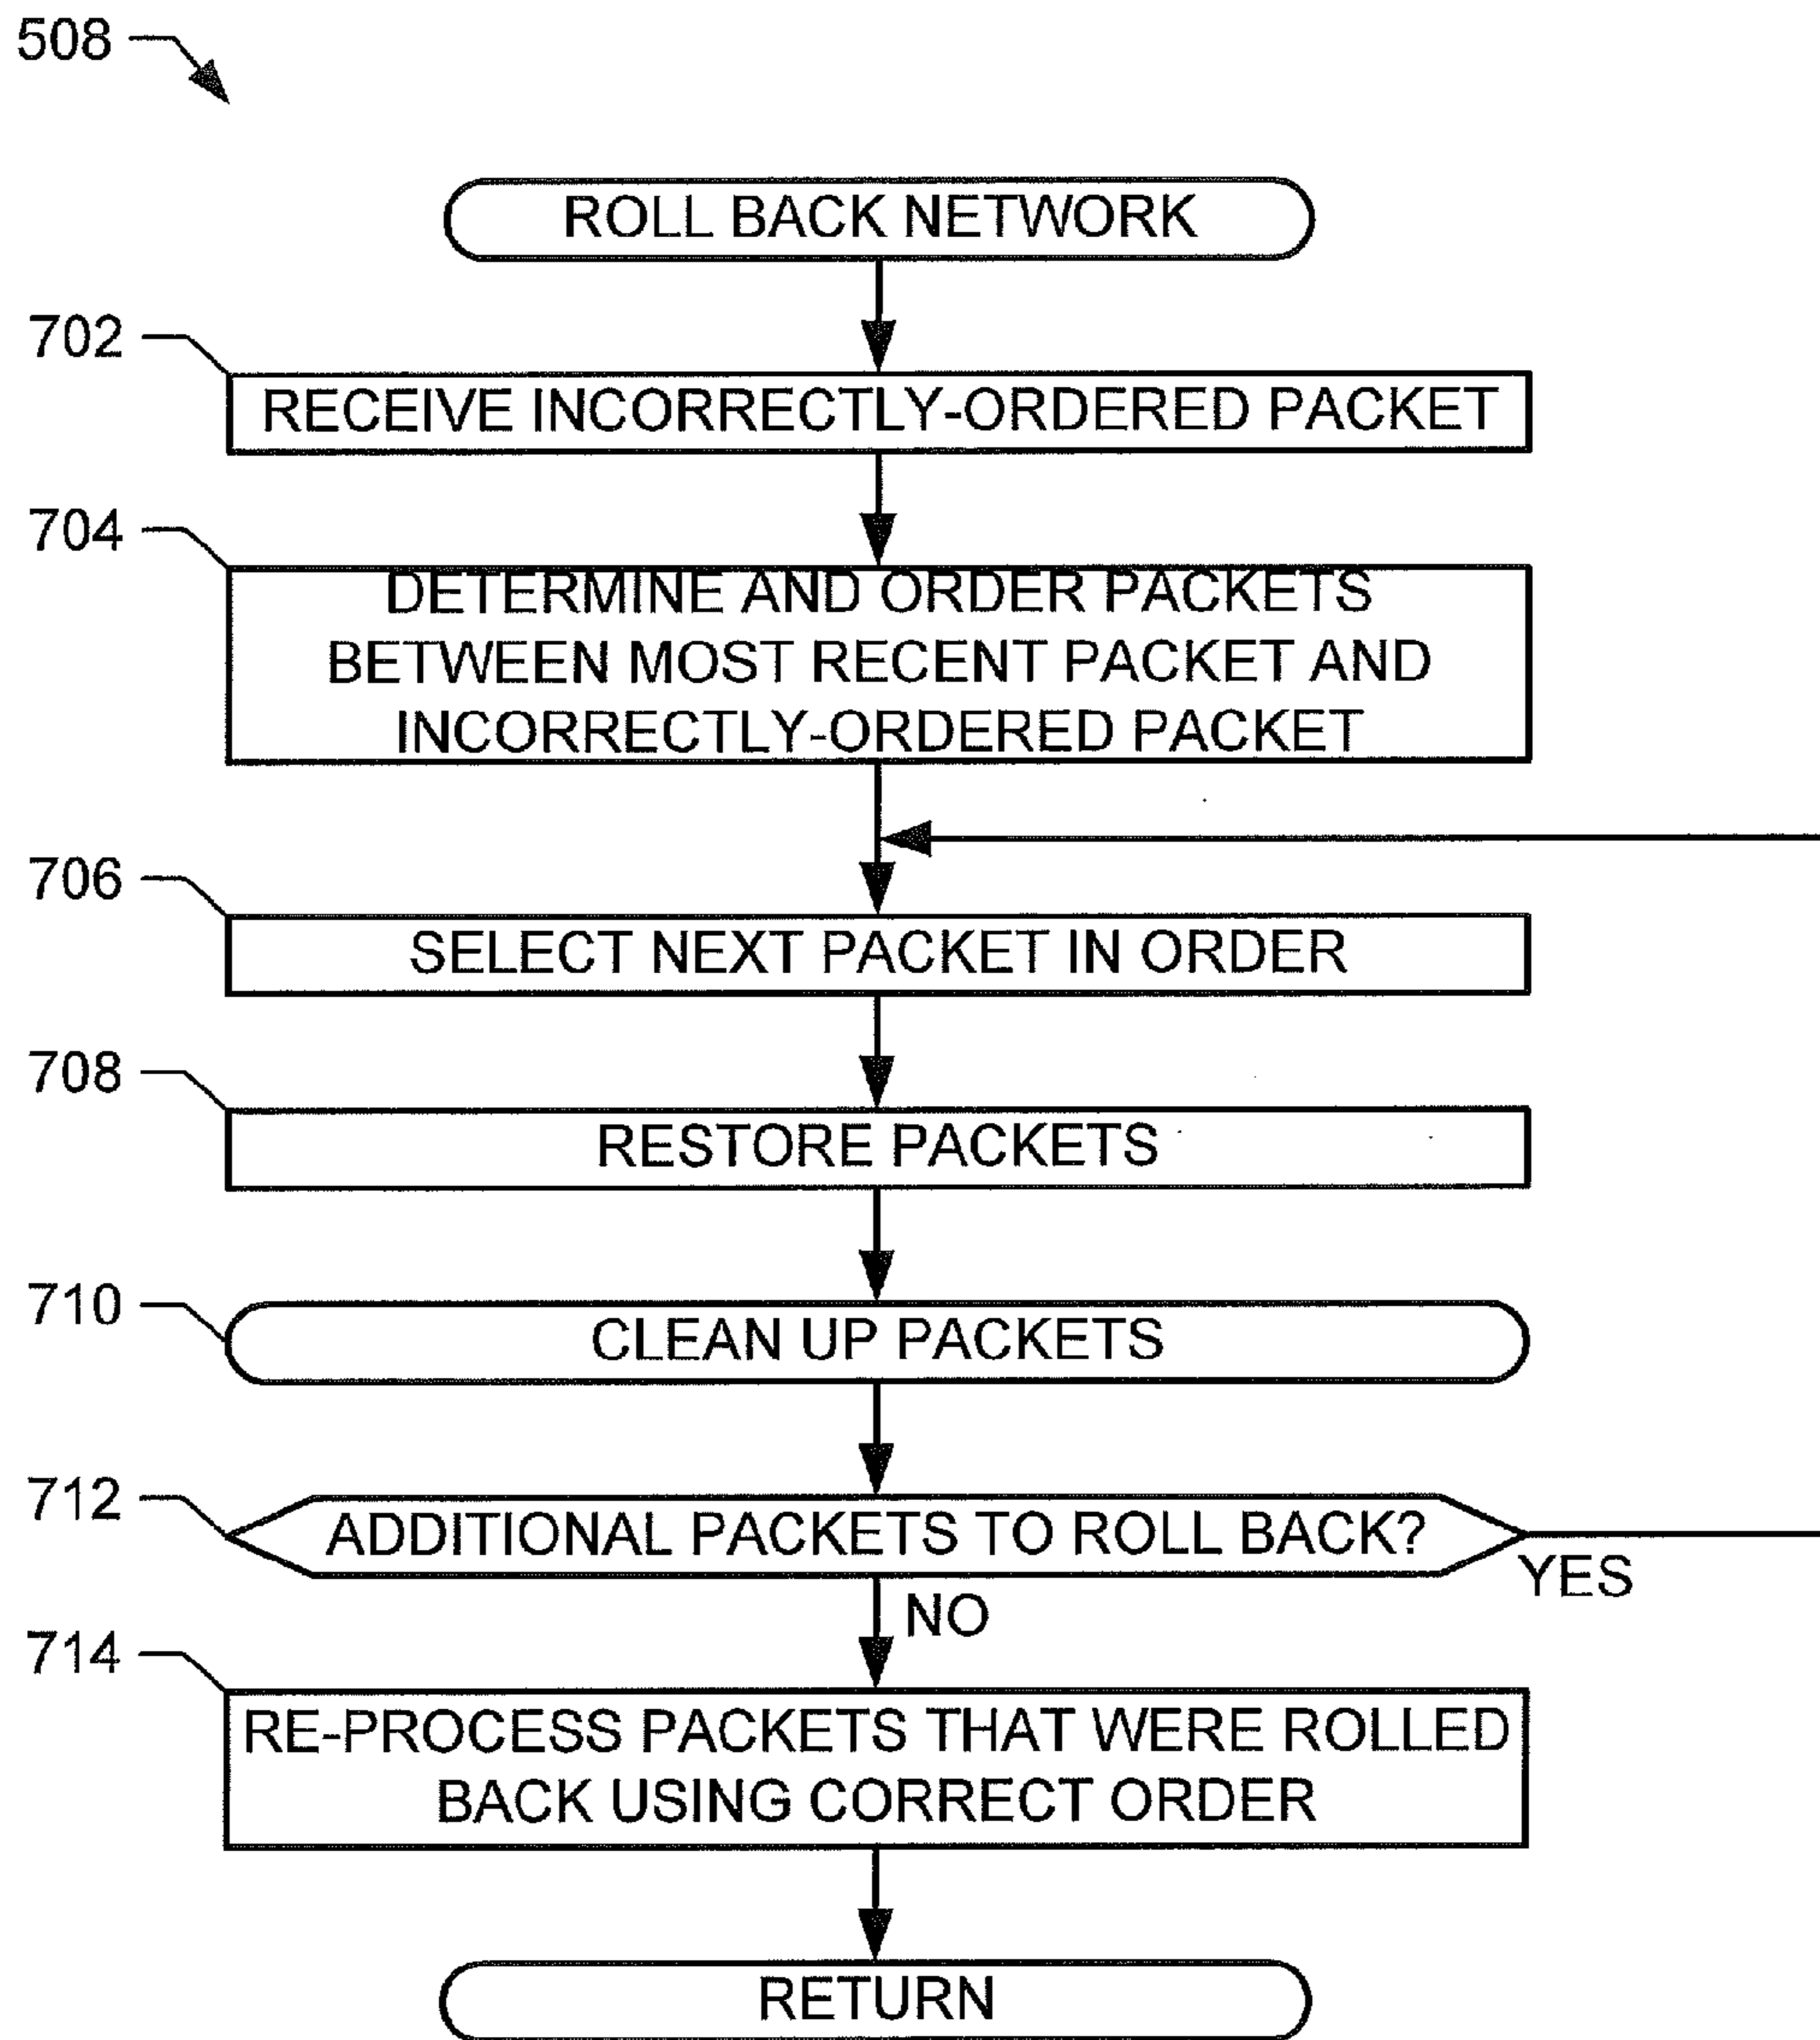 508
ROLL BACK NETWORK
702
RECEIVE INCORRECTLY-ORDERED PACKET
704
DETERMINE AND ORDER PACKETS
BETWEEN MOST RECENT PACKET AND
INCORRECTLY-ORDERED PACKET
706
SELECT NEXT PACKET IN ORDER
708
RESTORE PACKETS
710
CLEAN UP PACKETS
712
ADDITIONAL PACKETS TO ROLL BACK?
YES
NO
714
RE-PROCESS PACKETS THAT WERE ROLLED
BACK USING CORRECT ORDER
RETURN